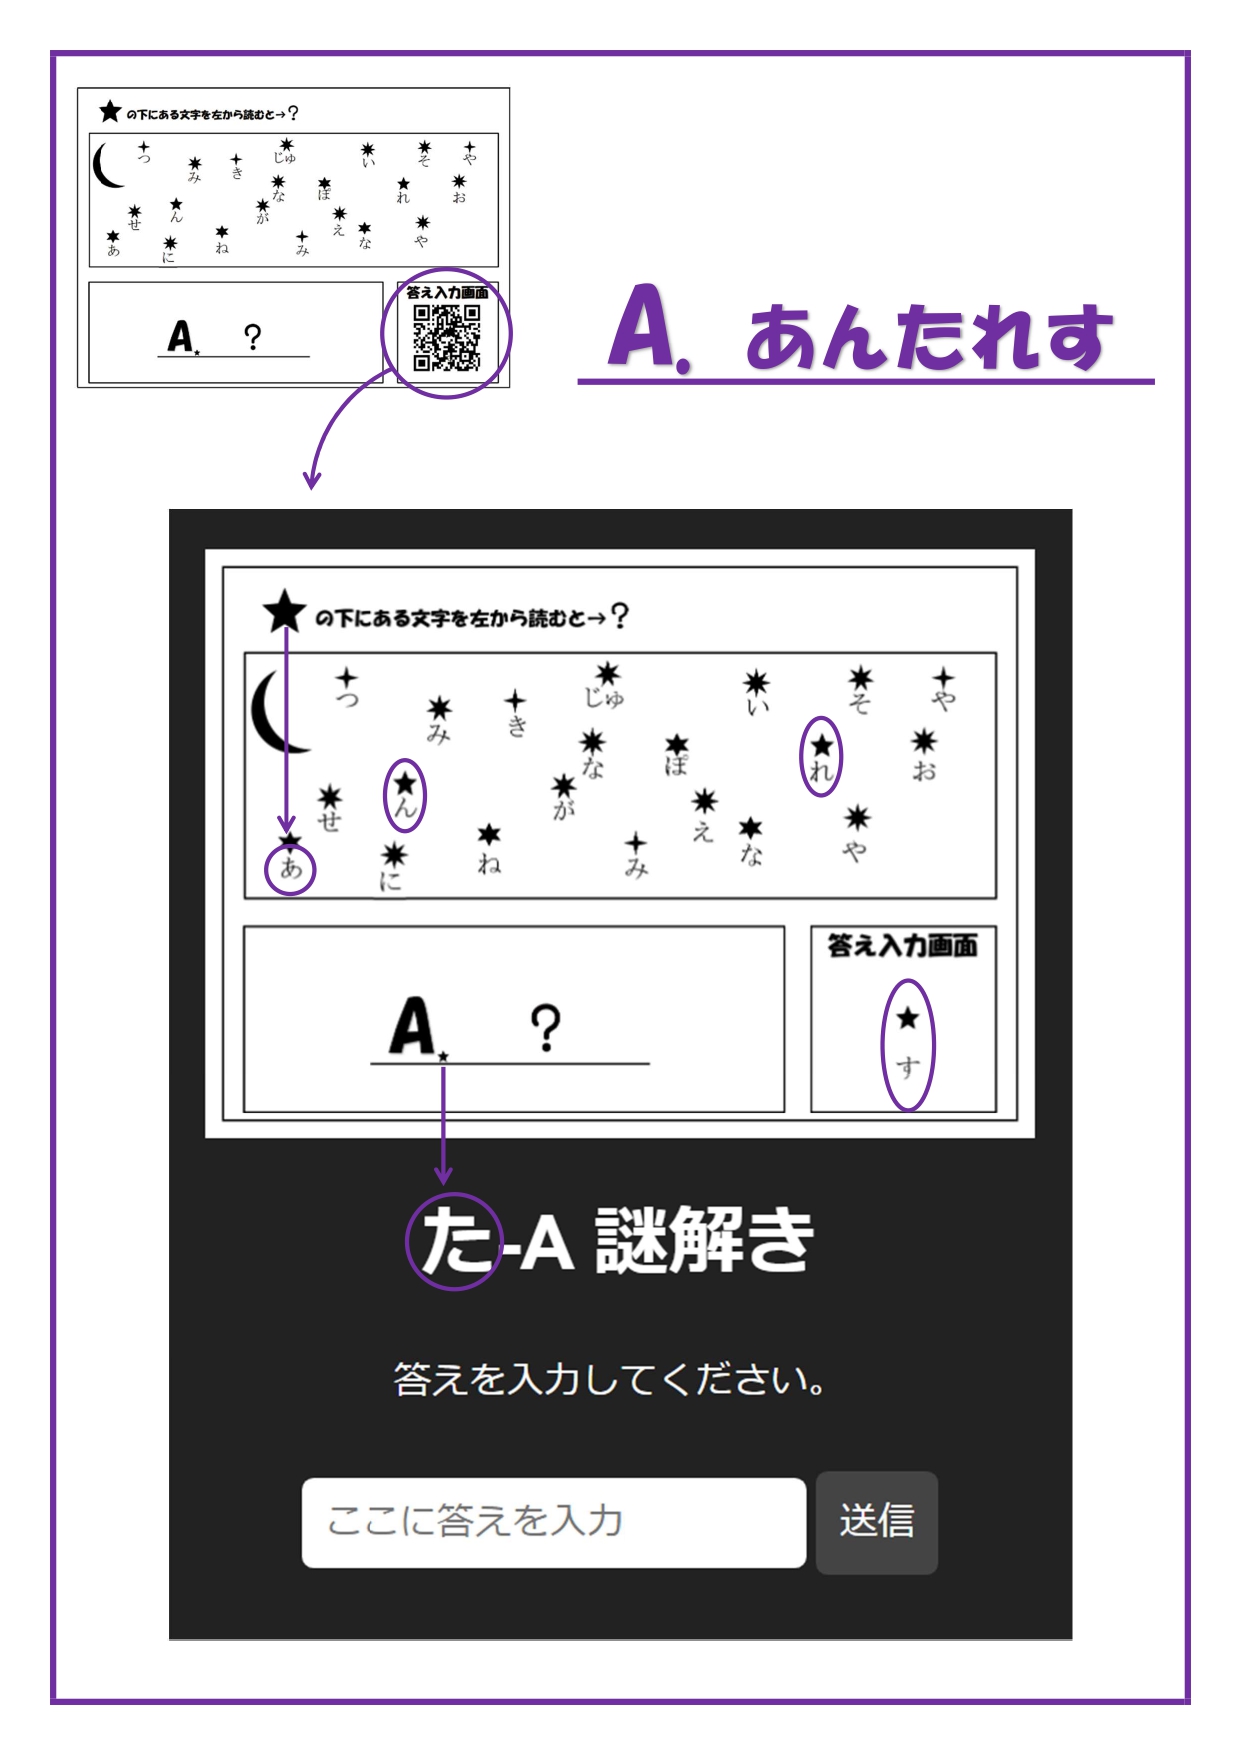 ★の下にある文字を左から読むと→？
つ み き じゅ い そ や
な ぽ れ お
せ ん が え な や
あ に ね み
答え入力画面
A.★ ？
A. あんたれす
★の下にある文字を左から読むと→？
つ み き じゅ い そ や
な ぽ れ お
せ ん が え な や
あ に ね み
答え入力画面
★
す
A.★ ？
た-A 謎解き
答えを入力してください。
ここに答えを入力 送信